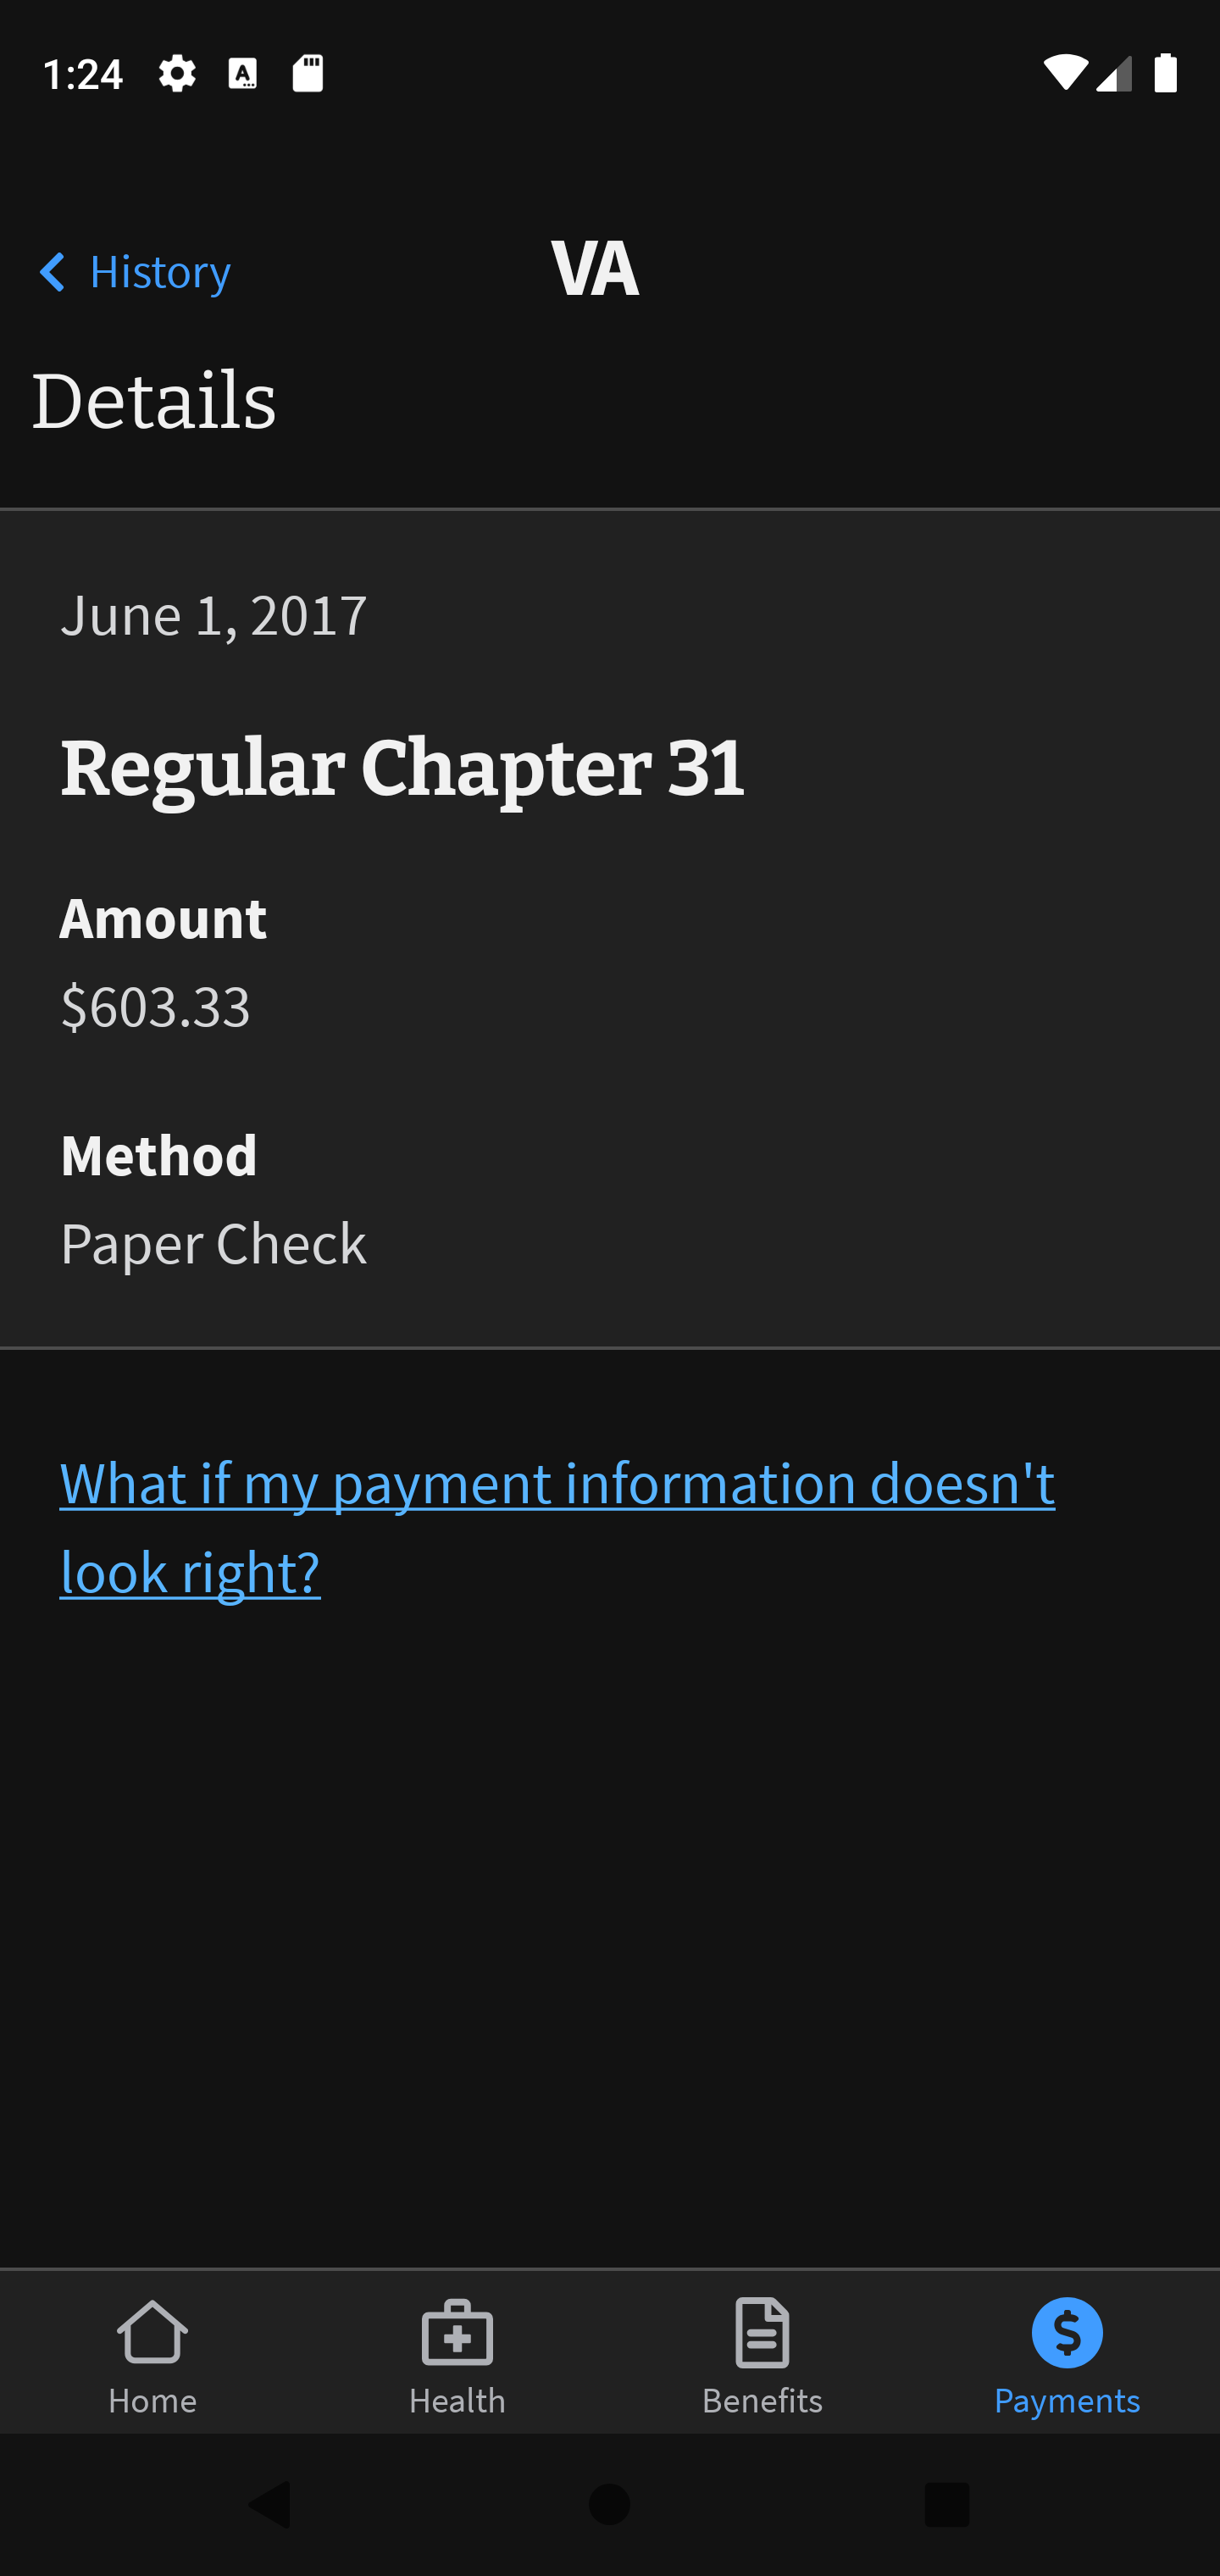 1:24
History
VA
Details
June 1, 2017
Regular Chapter 31
Amount
$603.33
Method
Paper Check
What if my payment information doesn't
look right?
Home
Health
Benefits
Payments